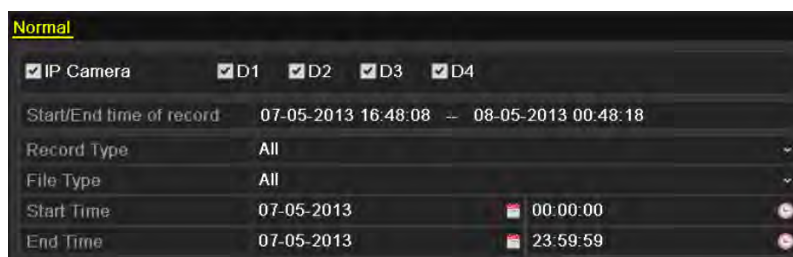 Normal
IP Camera D1 D2 D3 D4
Start/End time of record 07-05-2013 16:48:08 -- 08-05-2013 00:48:18
Record Type All
File Type All
Start Time 07-05-2013 00:00:00
End Time 07-05-2013 23:59:59